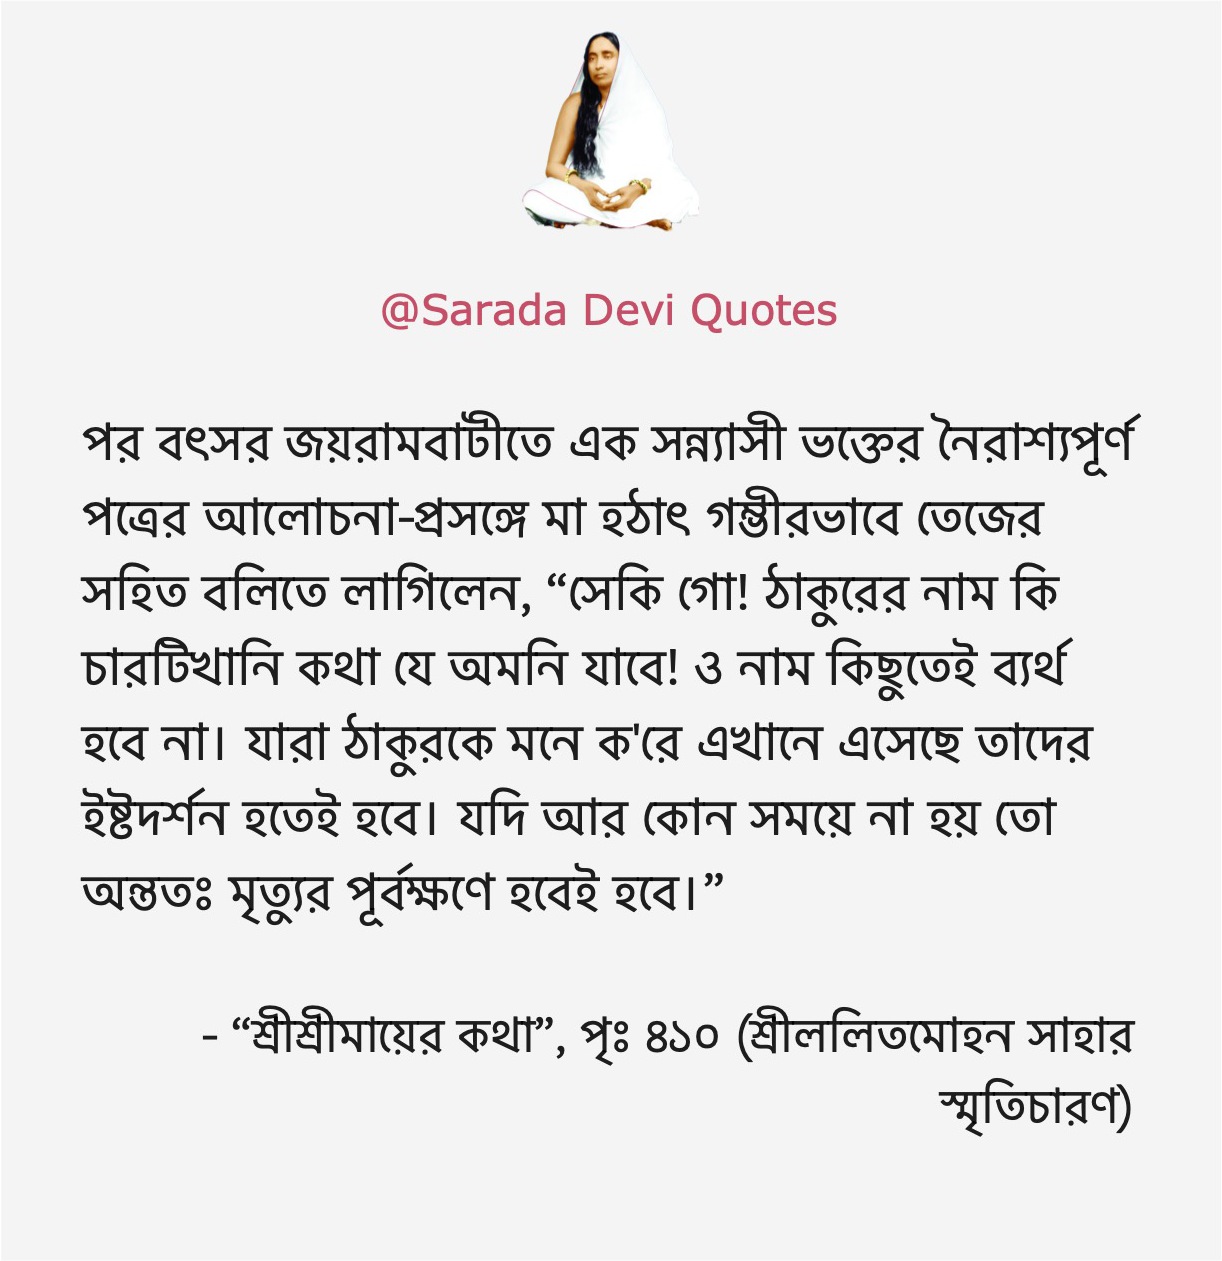 @Sarada Devi Quotes
পর বৎসর জয়রামবাটীতে এক সন্ন্যাসী ভক্তের নৈরাশ্যপূর্ণ
পত্রের আলোচনা-প্রসঙ্গে মা হঠাৎ গম্ভীরভাবে তেজের
সহিত বলিতে লাগিলেন, “সেকি গো! ঠাকুরের নাম কি
চারটিখানি কথা যে অমনি যাবে! ও নাম কিছুতেই ব্যর্থ
হবে না। যারা ঠাকুরকে মনে ক'রে এখানে এসেছে তাদের
ইষ্টদর্শন হতেই হবে। যদি আর কোন সময়ে না হয় তো
অন্ততঃ মৃত্যুর পূর্বক্ষণে হবেই হবে।”
- “শ্রীশ্রীমায়ের কথা”, পৃঃ ৪১০ (শ্রীললিতমোহন সাহার
স্মৃতিচারণ)